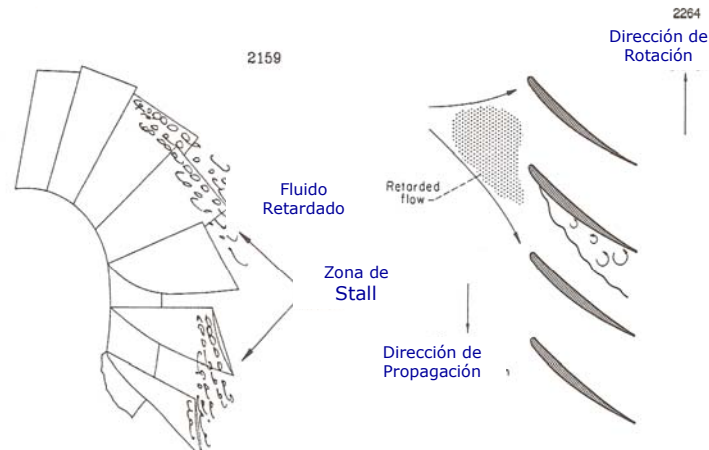 2159
2264
Dirección de
Rotación
Fluido
Retardado
Retarded
flow
Zona de
Stall
Dirección de
Propagación